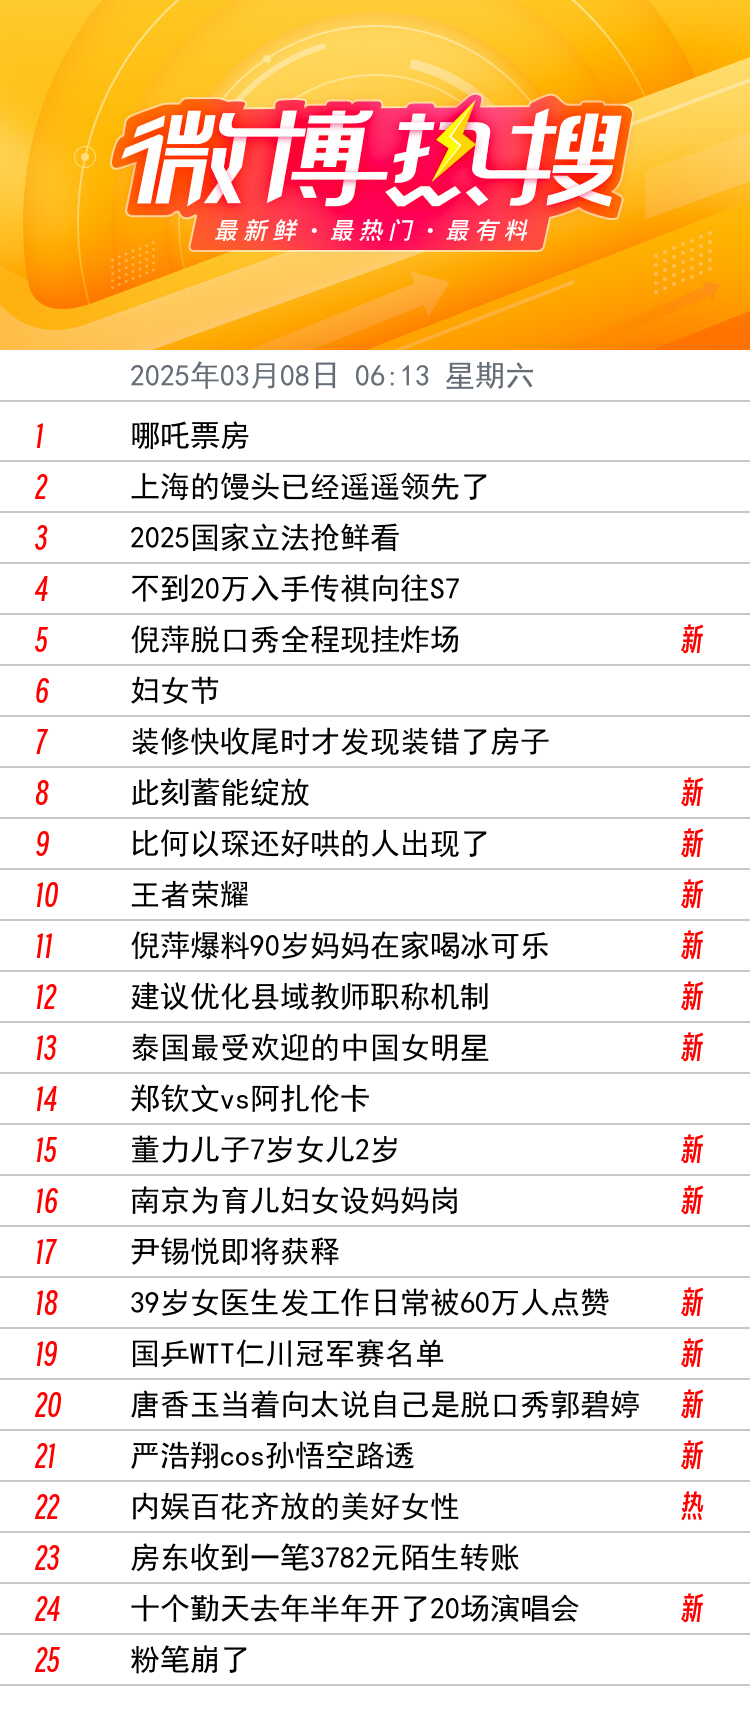 微博热搜
最新鲜·最热门·最有料
2025年03月08日 06:13 星期六
1 哪吒票房
2 上海的馒头已经遥遥领先了
3 2025国家立法抢鲜看
4 不到20万入手传祺向往S7
5 倪萍脱口秀全程现挂炸场 新
6 妇女节
7 装修快收尾时才发现装错了房子
8 此刻蓄能绽放 新
9 比何以琛还好哄的人出现了 新
10 王者荣耀 新
11 倪萍爆料90岁妈妈在家喝冰可乐 新
12 建议优化县域教师职称机制 新
13 泰国最受欢迎的中国女明星 新
14 郑钦文vs阿扎伦卡
15 董力儿子7岁女儿2岁 新
16 南京为育儿妇女设妈妈岗 新
17 尹锡悦即将获释
18 39岁女医生发工作日常被60万人点赞 新
19 国乒WTT仁川冠军赛名单 新
20 唐香玉当着向太说自己是脱口秀郭碧婷 新
21 严浩翔cos孙悟空路透 新
22 内娱百花齐放的美好女性 热
23 房东收到一笔3782元陌生转账
24 十个勤天去年半年开了20场演唱会 新
25 粉笔崩了